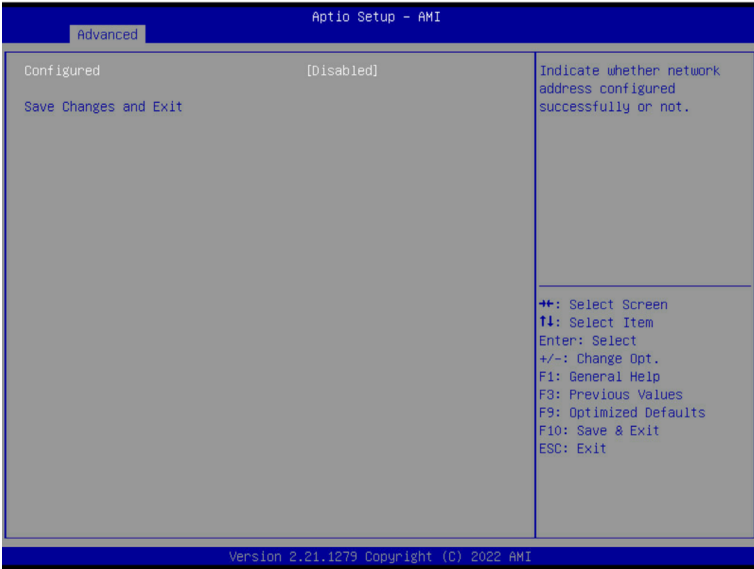 Aptio Setup – AMI
Advanced
Configured [Disabled]
Save Changes and Exit
Indicate whether network
address configured
successfully or not.
→←: Select Screen
↑↓: Select Item
Enter: Select
+/-: Change Opt.
F1: General Help
F3: Previous Values
F9: Optimized Defaults
F10: Save & Exit
ESC: Exit
Version 2.21.1279 Copyright (C) 2022 AMI